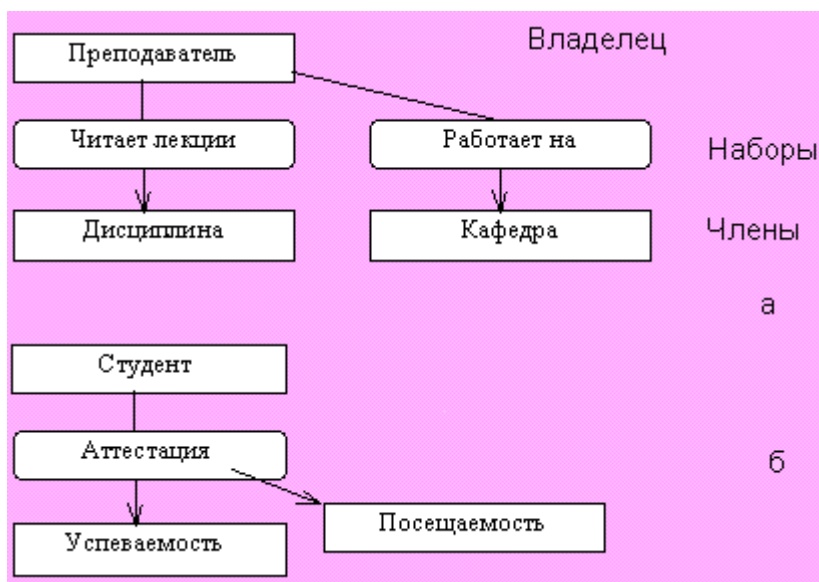 Владелец
Преподаватель
Читает лекции
Работает на
Наборы
Дисциплина
Кафедра
Члены
а
Студент
Аттестация
б
Посещаемость
Успеваемость